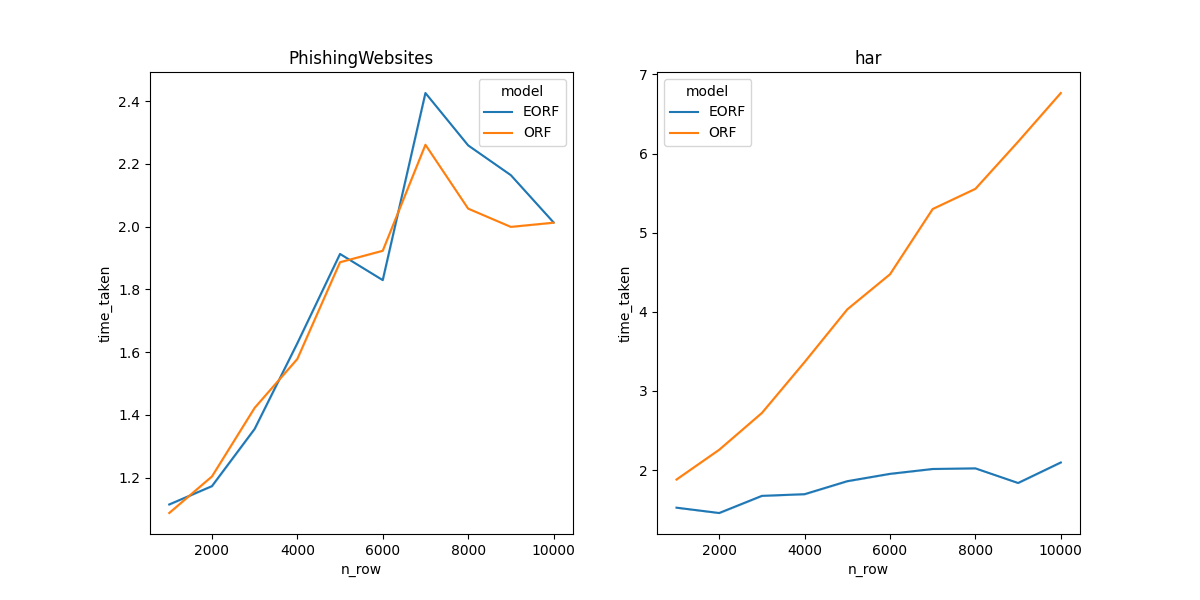 PhishingWebsites
time_taken
2.4
2.2
2.0
1.8
1.6
1.4
1.2
model
EORF
ORF
2000 4000 6000 8000 10000
n_row
har
time_taken
7
6
5
4
3
2
model
EORF
ORF
2000 4000 6000 8000 10000
n_row